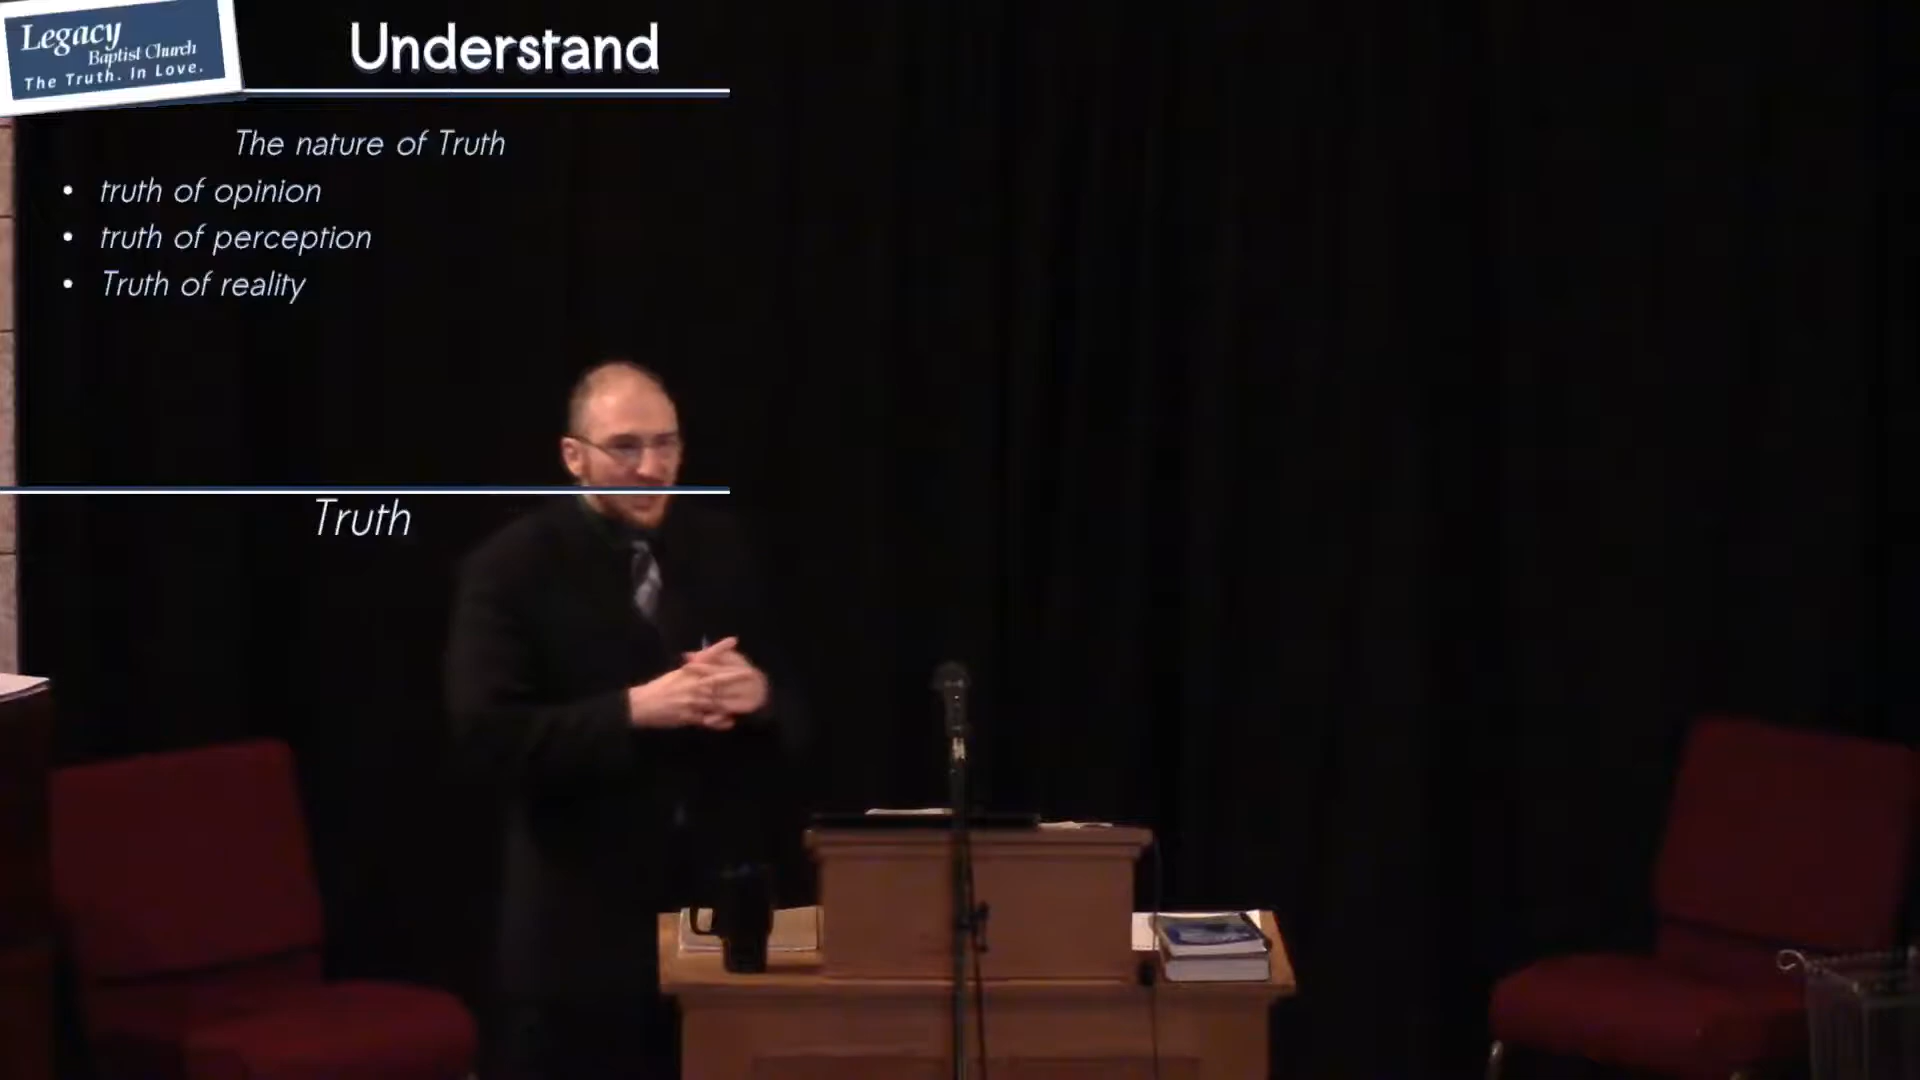 Legacy
Baptist Church
The Truth. In Love.
Understand
The nature of Truth
• truth of opinion
• truth of perception
• Truth of reality
Truth